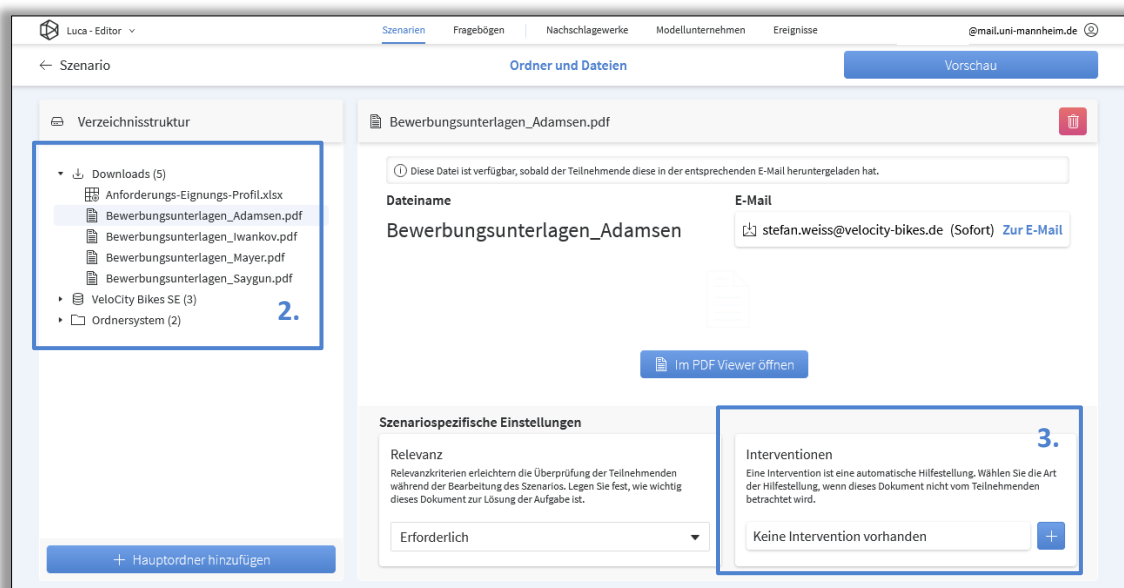 Luca - Editor
Szenarien Fragebögen Nachschlagewerke Modellunternehmen Ereignisse
@mail.uni-mannheim.de
← Szenario
Ordner und Dateien
Vorschau
Verzeichnisstruktur
Downloads (5)
Anforderungs-Eignungs-Profil.xlsx
Bewerbungsunterlagen_Adamsen.pdf
Bewerbungsunterlagen_Iwankov.pdf
Bewerbungsunterlagen_Mayer.pdf
Bewerbungsunterlagen_Saygun.pdf
VeloCity Bikes SE (3)
Ordnersystem (2)
2.
+ Hauptordner hinzufügen
Bewerbungsunterlagen_Adamsen.pdf
Diese Datei ist verfügbar, sobald der Teilnehmende diese in der entsprechenden E-Mail heruntergeladen hat.
Dateiname
Bewerbungsunterlagen_Adamsen
E-Mail
stefan.weiss@velocity-bikes.de (Sofort) Zur E-Mail
Im PDF Viewer öffnen
Szenariospezifische Einstellungen
Relevanz
Relevanzkriterien erleichtern die Überprüfung der Teilnehmenden
während der Bearbeitung des Szenarios. Legen Sie fest, wie wichtig
dieses Dokument zur Lösung der Aufgabe ist.
Erforderlich
3.
Interventionen
Eine Intervention ist eine automatische Hilfestellung. Wählen Sie die Art
der Hilfestellung, wenn dieses Dokument nicht vom Teilnehmenden
betrachtet wird.
Keine Intervention vorhanden
+